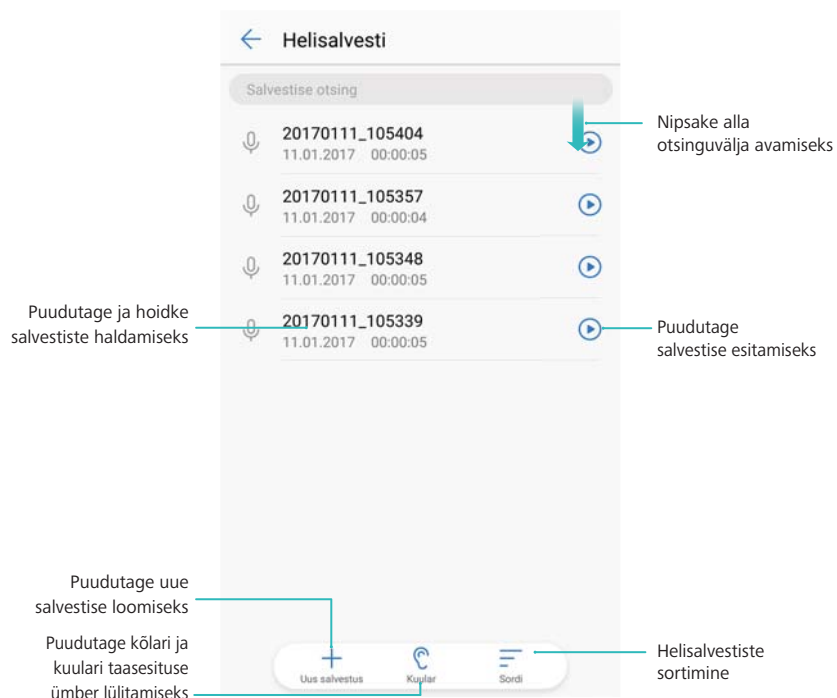 Helisalvesti
Salvestise otsing
Nipsake alla
otsinguvälja avamiseks
20170111_105404
11.01.2017 00:00:05
20170111_105357
11.01.2017 00:00:04
20170111_105348
11.01.2017 00:00:05
Puudutage ja hoidke
salvestiste haldamiseks
20170111_105339
11.01.2017 00:00:05
Puudutage
salvestise esitamiseks
Puudutage uue
salvestise loomiseks
Puudutage kõlari ja
kuulari taasesituse
ümber lülitamiseks
Uus salvestus
Kuular
Sordi
Helisalvestiste
sortimine